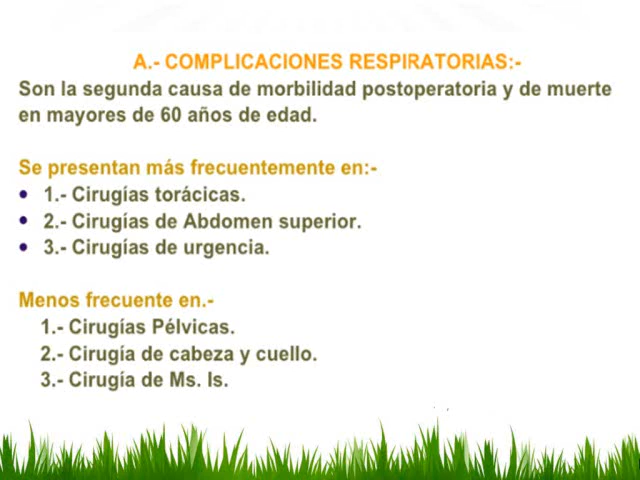 A.- COMPLICACIONES RESPIRATORIAS:-
Son la segunda causa de morbilidad postoperatoria y de muerte
en mayores de 60 años de edad.
Se presentan más frecuentemente en:-
• 1.- Cirugías torácicas.
• 2.- Cirugías de Abdomen superior.
• 3.- Cirugías de urgencia.
Menos frecuente en.-
1.- Cirugías Pélvicas.
2.- Cirugía de cabeza y cuello.
3.- Cirugía de Ms. Is.